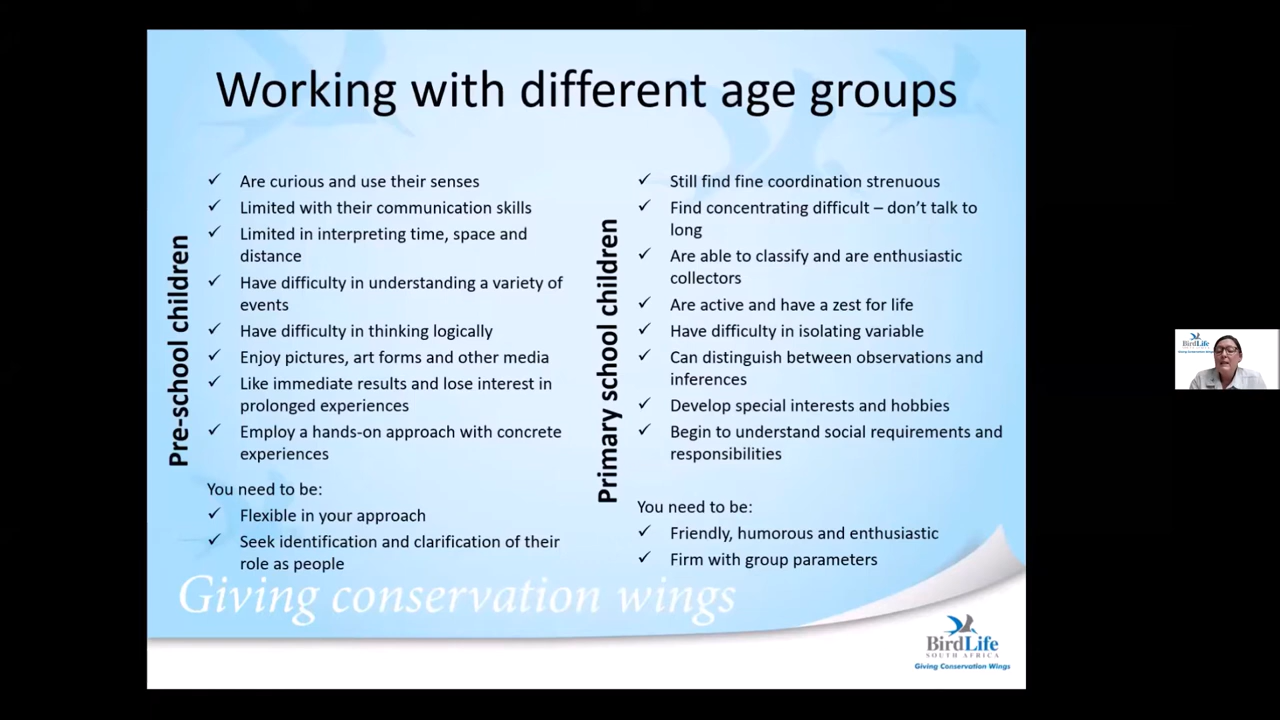 Working with different age groups
Pre-school children
✓ Are curious and use their senses
✓ Limited with their communication skills
✓ Limited in interpreting time, space and
distance
✓ Have difficulty in understanding a variety of
events
✓ Have difficulty in thinking logically
✓ Enjoy pictures, art forms and other media
✓ Like immediate results and lose interest in
prolonged experiences
✓ Employ a hands-on approach with concrete
experiences
You need to be:
✓ Flexible in your approach
✓ Seek identification and clarification of their
role as people
Primary school children
✓ Still find fine coordination strenuous
✓ Find concentrating difficult – don’t talk to
long
✓ Are able to classify and are enthusiastic
collectors
✓ Are active and have a zest for life
✓ Have difficulty in isolating variable
✓ Can distinguish between observations and
inferences
✓ Develop special interests and hobbies
✓ Begin to understand social requirements and
responsibilities
You need to be:
✓ Friendly, humorous and enthusiastic
✓ Firm with group parameters
Giving conservation wings
BirdLife
SOUTH AFRICA
Giving Conservation Wings
BirdLife